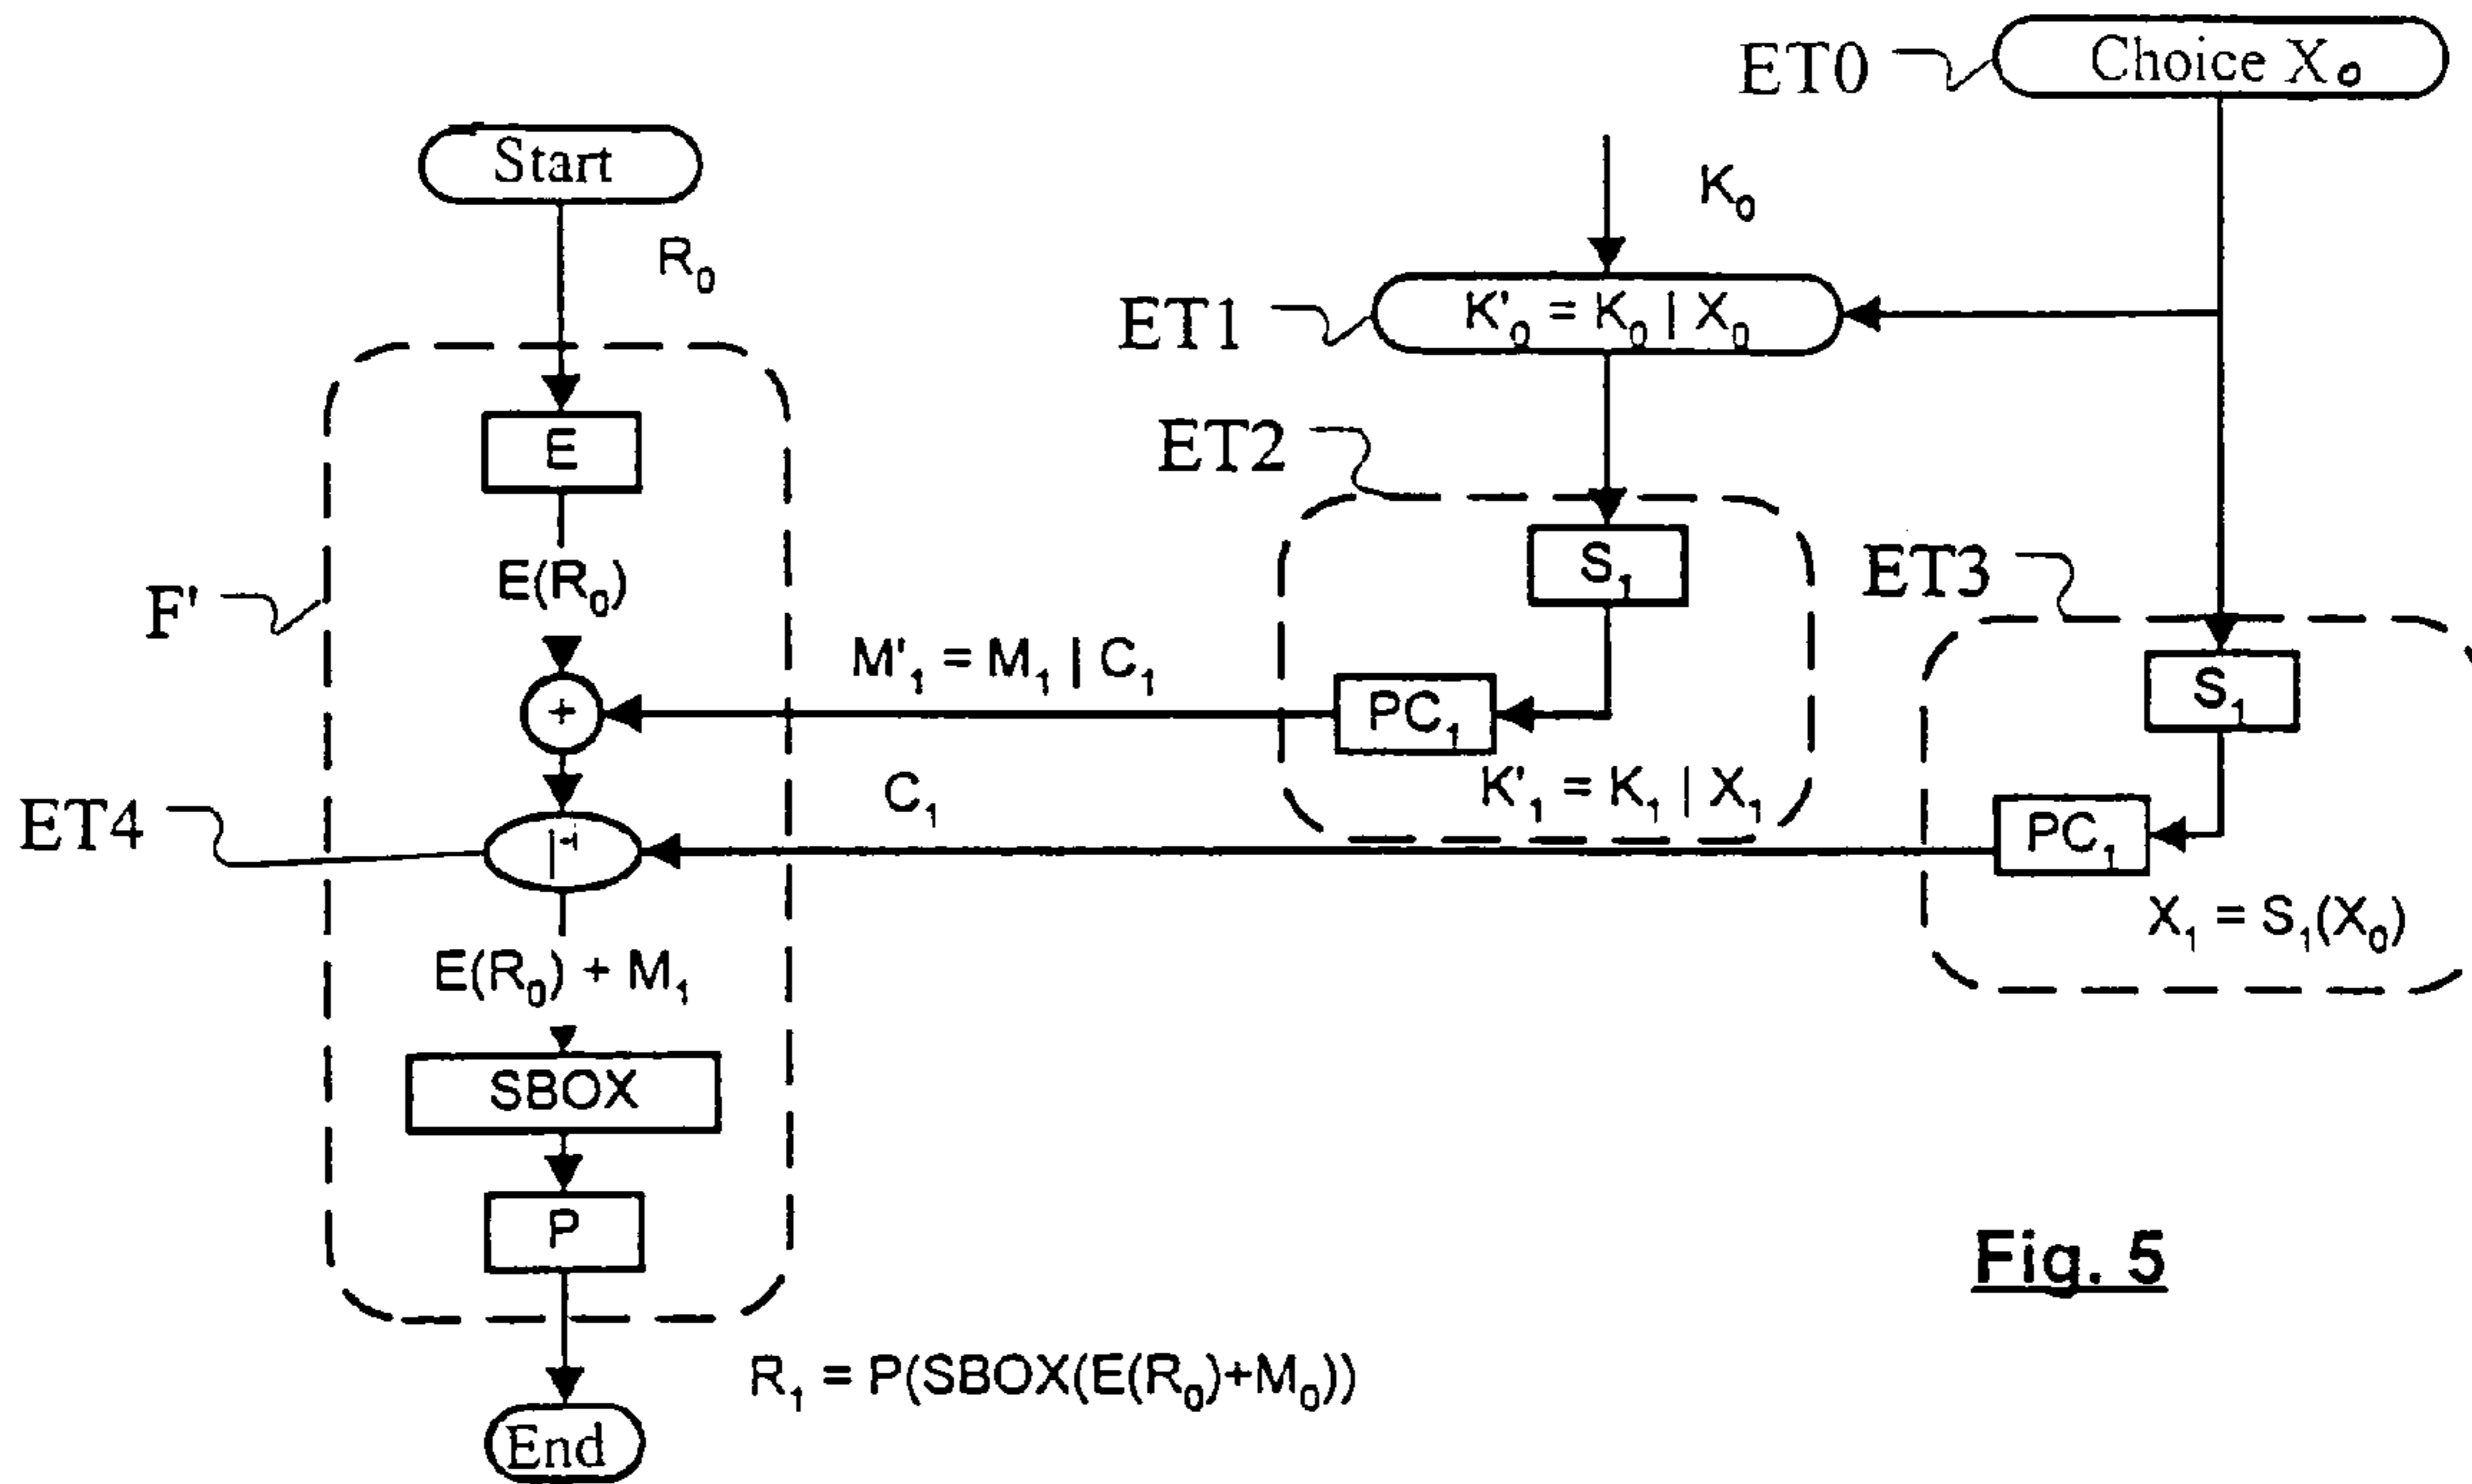 ET0
Choice X₀
Start
K₀
R₀
ET1
K'₀ = K₀ | X₀
ET2
E
S₁
ET3
E(R₀)
F'
M'₁ = M₁ | C₁
S₁
+
PC₁
K'₁ = K₁ | X₁
C₁
ET4
|⁻¹
PC₁
X₁ = S₁(X₀)
E(R₀) + M₁
SBOX
P
Fig. 5
R₁ = P(SBOX(E(R₀)+M₀))
End